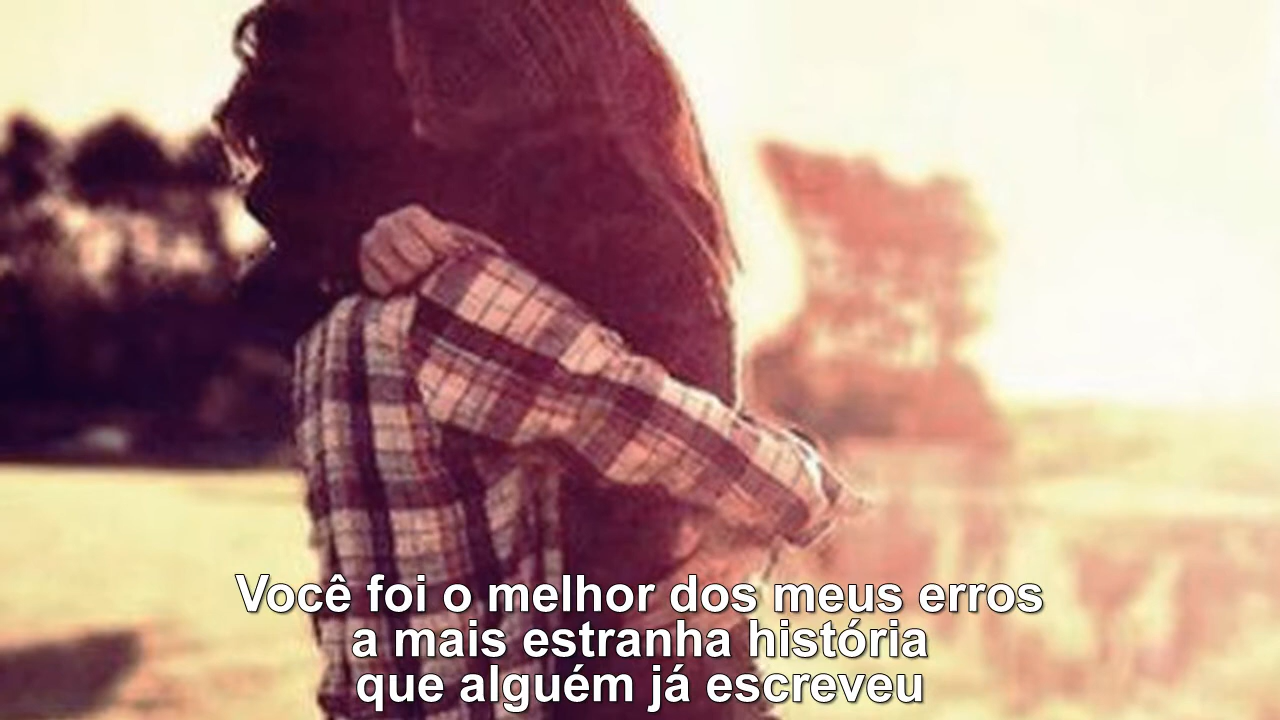 Você foi o melhor dos meus erros
a mais estranha história
que alguém já escreveu